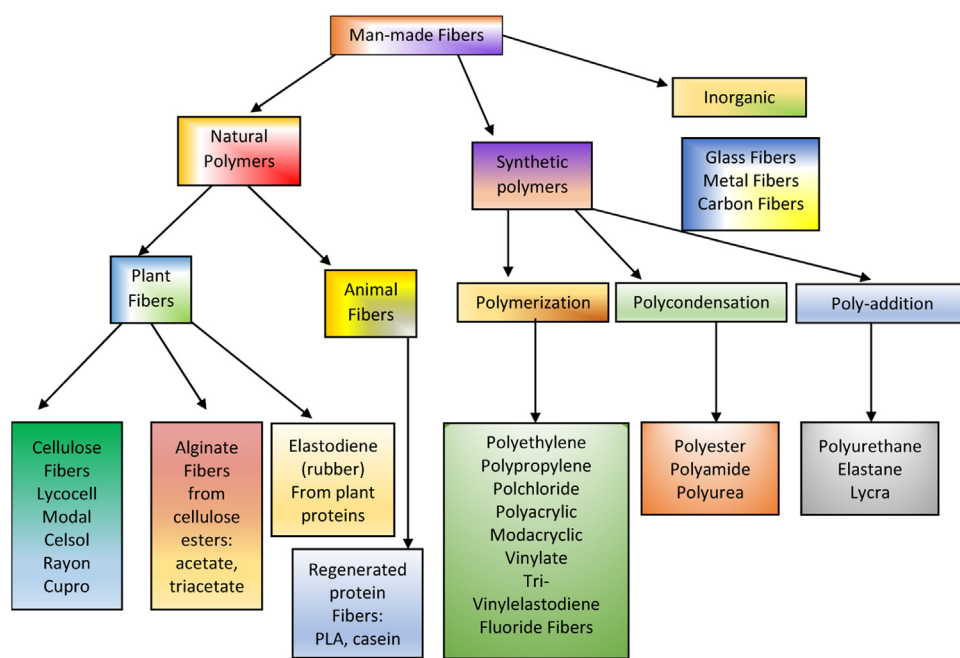 Man-made Fibers
Inorganic
Natural
Polymers
Synthetic
polymers
Glass Fibers
Metal Fibers
Carbon Fibers
Plant
Fibers
Animal
Fibers
Polymerization
Polycondensation
Poly-addition
Cellulose
Fibers
Lycocell
Modal
Celsol
Rayon
Cupro
Alginate
Fibers
from
cellulose
esters:
acetate,
triacetate
Elastodiene
(rubber)
From plant
proteins
Regenerated
protein
Fibers:
PLA, casein
Polyethylene
Polypropylene
Polchloride
Polyacrylic
Modacryclic
Vinylate
Tri-
Vinylelastodiene
Fluoride Fibers
Polyester
Polyamide
Polyurea
Polyurethane
Elastane
Lycra